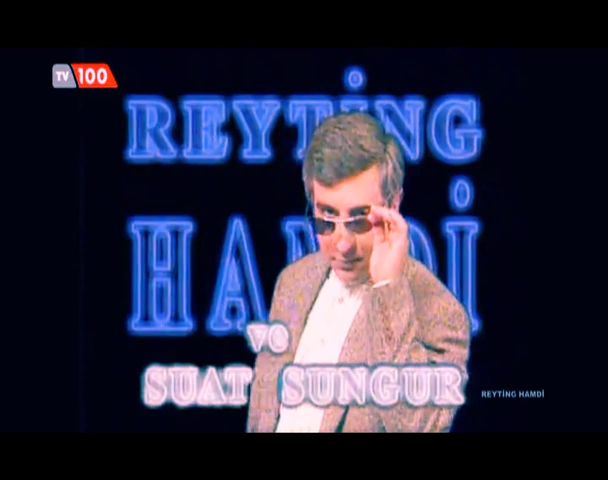 TV 100
REYTİNG
HAMDİ
ve
SUAT SUNGUR
REYTİNG HAMDİ